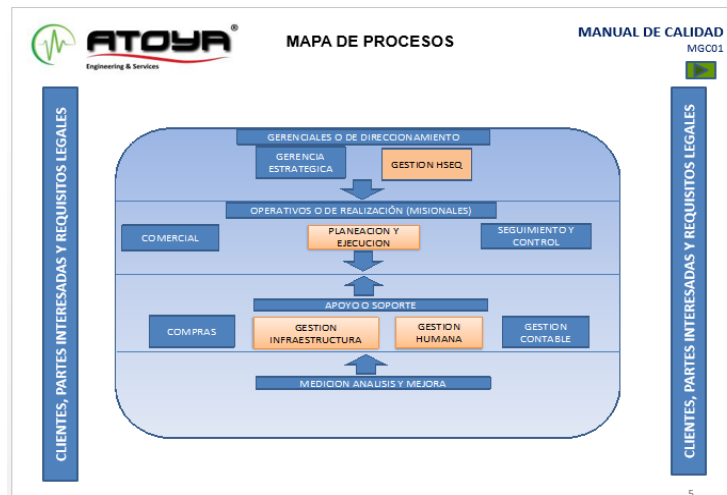 ATOYA®
Engineering & Services
MAPA DE PROCESOS
MANUAL DE CALIDAD
MGC01
CLIENTES, PARTES INTERESADAS Y REQUISITOS LEGALES
GERENCIALES O DE DIRECCIONAMIENTO
GERENCIA
ESTRATEGICA
GESTION HSEQ
OPERATIVOS O DE REALIZACIÓN (MISIONALES)
COMERCIAL
PLANEACION Y
EJECUCION
SEGUIMIENTO Y
CONTROL
APOYO O SOPORTE
COMPRAS
GESTION
INFRAESTRUCTURA
GESTION
HUMANA
GESTION
CONTABLE
MEDICION ANALISIS Y MEJORA
CLIENTES, PARTES INTERESADAS Y REQUISITOS LEGALES
5